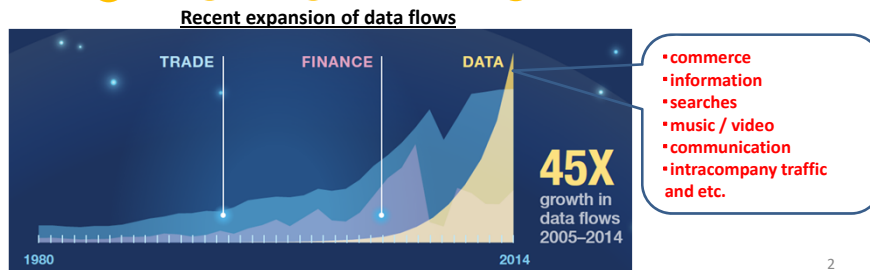 Recent expansion of data flows
TRADE
FINANCE
DATA
45X
growth in
data flows
2005–2014
1980
2014
▪commerce
▪information
▪searches
▪music / video
▪communication
▪intracompany traffic
and etc.
2